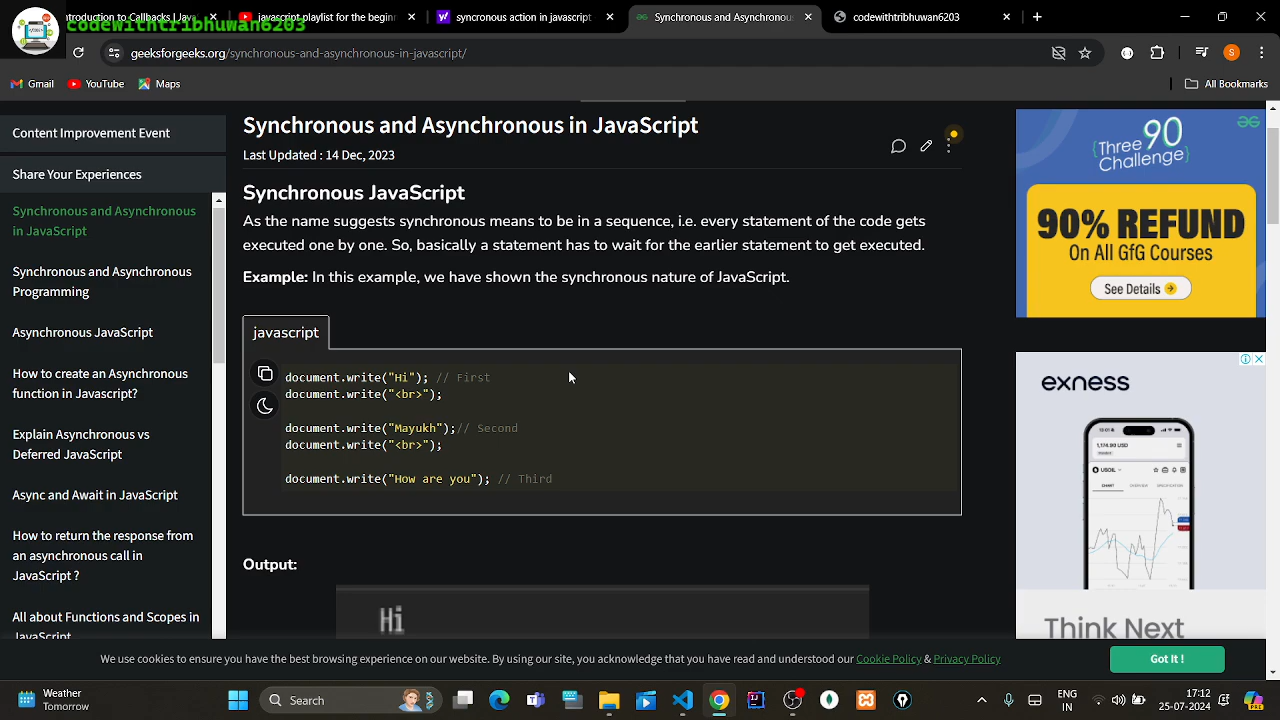 Introduction to Callbacks | Java
javascript playlist for the begin
synchronous function in javasc
Synchronous and Asynchronous
codewithtribhuwan6203
codewithtribhuwan6203
geeksforgeeks.org/synchronous-and-asynchronous-in-javascript/
S
Gmail
YouTube
Maps
All Bookmarks
Content Improvement Event
Share Your Experiences
Synchronous and Asynchronous
in JavaScript
Synchronous and Asynchronous
Programming
Asynchronous JavaScript
How to create an Asynchronous
function in JavaScript?
Explain Asynchronous vs
Deferred JavaScript
Async and Await in JavaScript
How to return the response from
an asynchronous call in
JavaScript ?
All about Functions and Scopes in
JavaScript
Synchronous and Asynchronous in JavaScript
Last Updated : 14 Dec, 2023
Synchronous JavaScript
As the name suggests synchronous means to be in a sequence, i.e. every statement of the code gets
executed one by one. So, basically a statement has to wait for the earlier statement to get executed.
Example: In this example, we have shown the synchronous nature of JavaScript.
javascript
document.write("Hi"); // First
document.write("<br>");
document.write("Mayukh");// Second
document.write("<br>");
document.write("How are you"); // Third
Output:
Hi
{Three 90
Challenge}
90% REFUND
On All GfG Courses
See Details
exness
1,174.90 USD
USOIL
CHART
Think Next
We use cookies to ensure you have the best browsing experience on our website. By using our site, you acknowledge that you have read and understood our Cookie Policy & Privacy Policy
Got It !
Weather
Tomorrow
Search
ENG
17:12